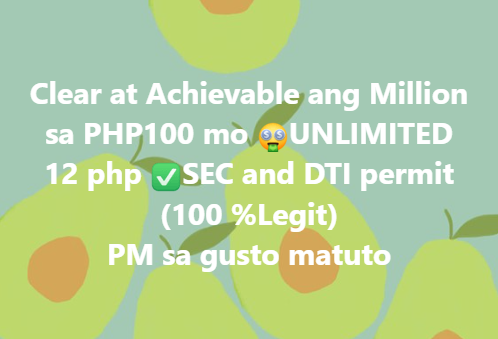 Clear at Achievable ang Million
sa PHP100 mo 🤑UNLIMITED
12 php ✅SEC and DTI permit
(100 %Legit)
PM sa gusto matuto